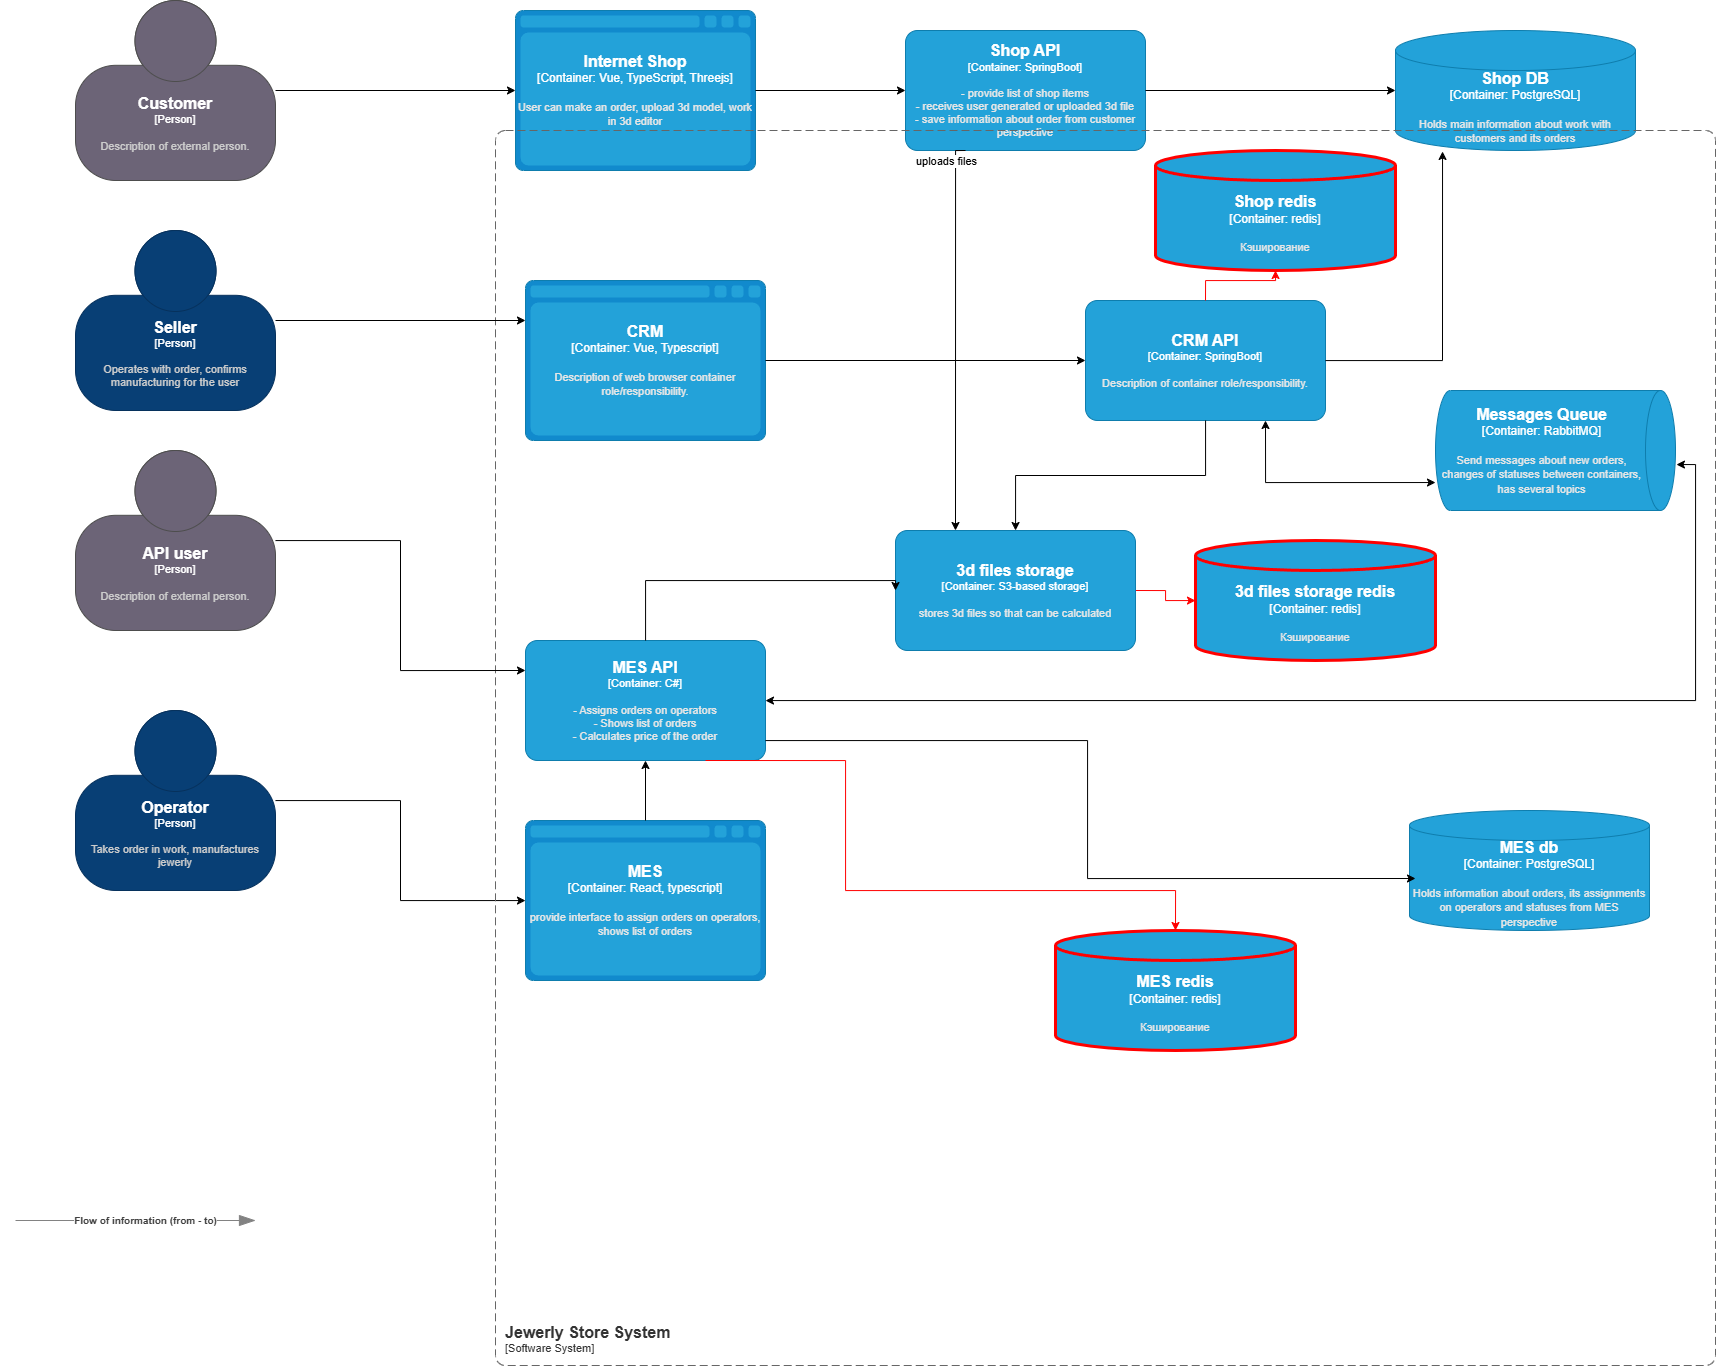 Customer
[Person]
Description of external person.
Internet Shop
[Container: Vue, TypeScript, Threejs]
User can make an order, upload 3d model, work
in 3d editor
Shop API
[Container: SpringBool]
- provide list of shop items
- receives user generated or uploaded 3d file
- save information about order from customer
perspective
uploads files
Shop DB
[Container: PostgreSQL]
Holds main information about work with
customers and its orders
Shop redis
[Container: redis]
Кэширование
Seller
[Person]
Operates with order, confirms
manufacturing for the user
CRM
[Container: Vue, Typescript]
Description of web browser container
role/responsibility.
CRM API
[Container: SpringBool]
Description of container role/responsibility.
Messages Queue
[Container: RabbitMQ]
Send messages about new orders,
changes of statuses between containers,
has several topics
API user
[Person]
Description of external person.
3d files storage
[Container: S3-based storage]
stores 3d files so that can be calculated
3d files storage redis
[Container: redis]
Кэширование
MES API
[Container: C#]
- Assigns orders on operators
- Shows list of orders
- Calculates price of the order
Operator
[Person]
Takes order in work, manufactures
jewerly
MES
[Container: React, typescript]
provide interface to assign orders on operators,
shows list of orders
MES db
[Container: PostgreSQL]
Holds information about orders, its assignments
on operators and statuses from MES
perspective
MES redis
[Container: redis]
Кэширование
Flow of information (from - to)
Jewerly Store System
[Software System]